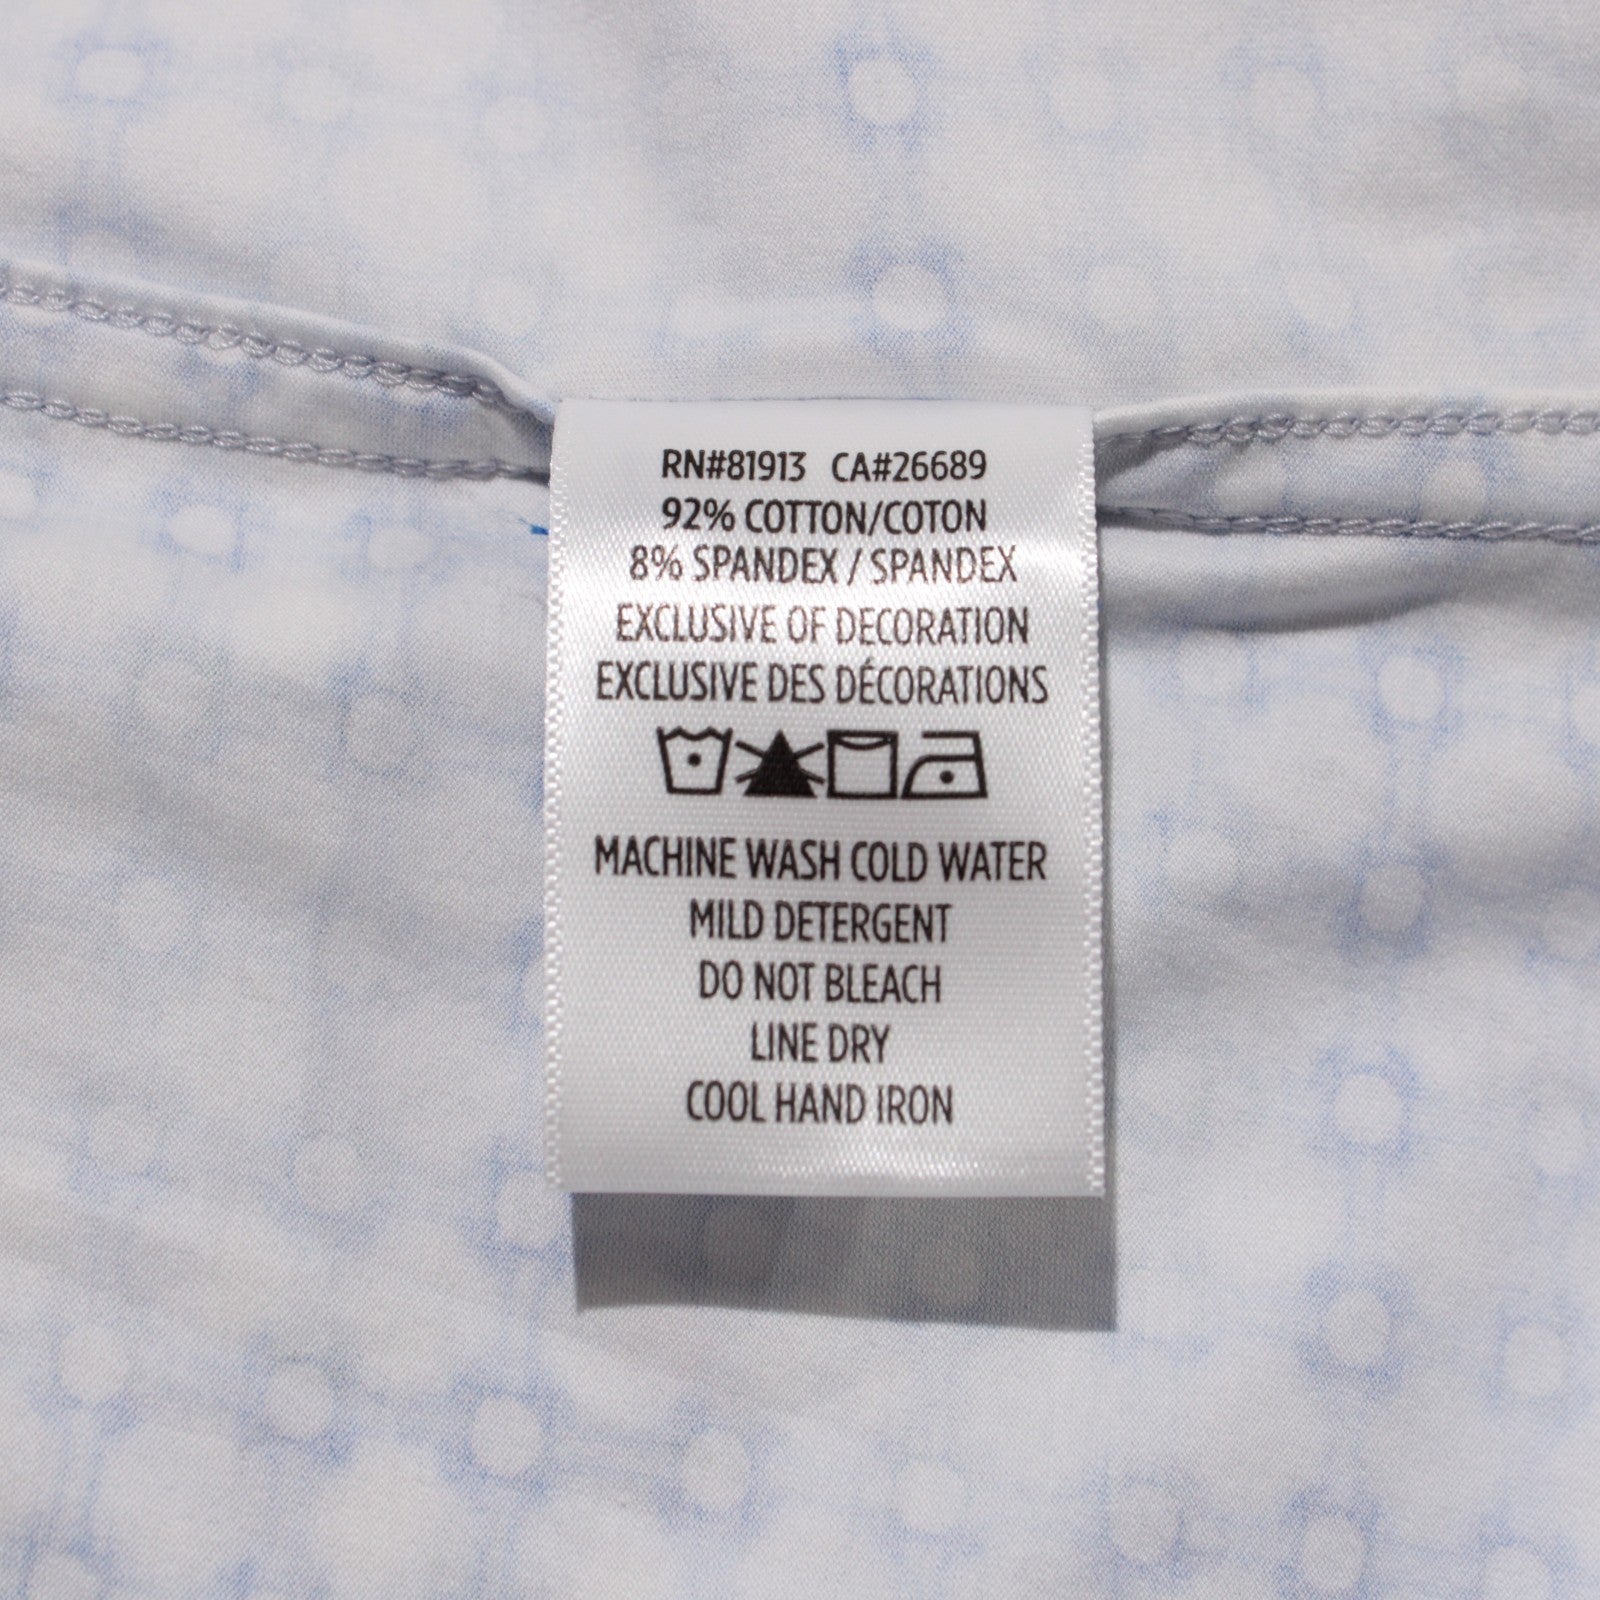 RN#81913 CA#26689
92% COTTON/COTON
8% SPANDEX / SPANDEX
EXCLUSIVE OF DECORATION
EXCLUSIVE DES DÉCORATIONS
MACHINE WASH COLD WATER
MILD DETERGENT
DO NOT BLEACH
LINE DRY
COOL HAND IRON